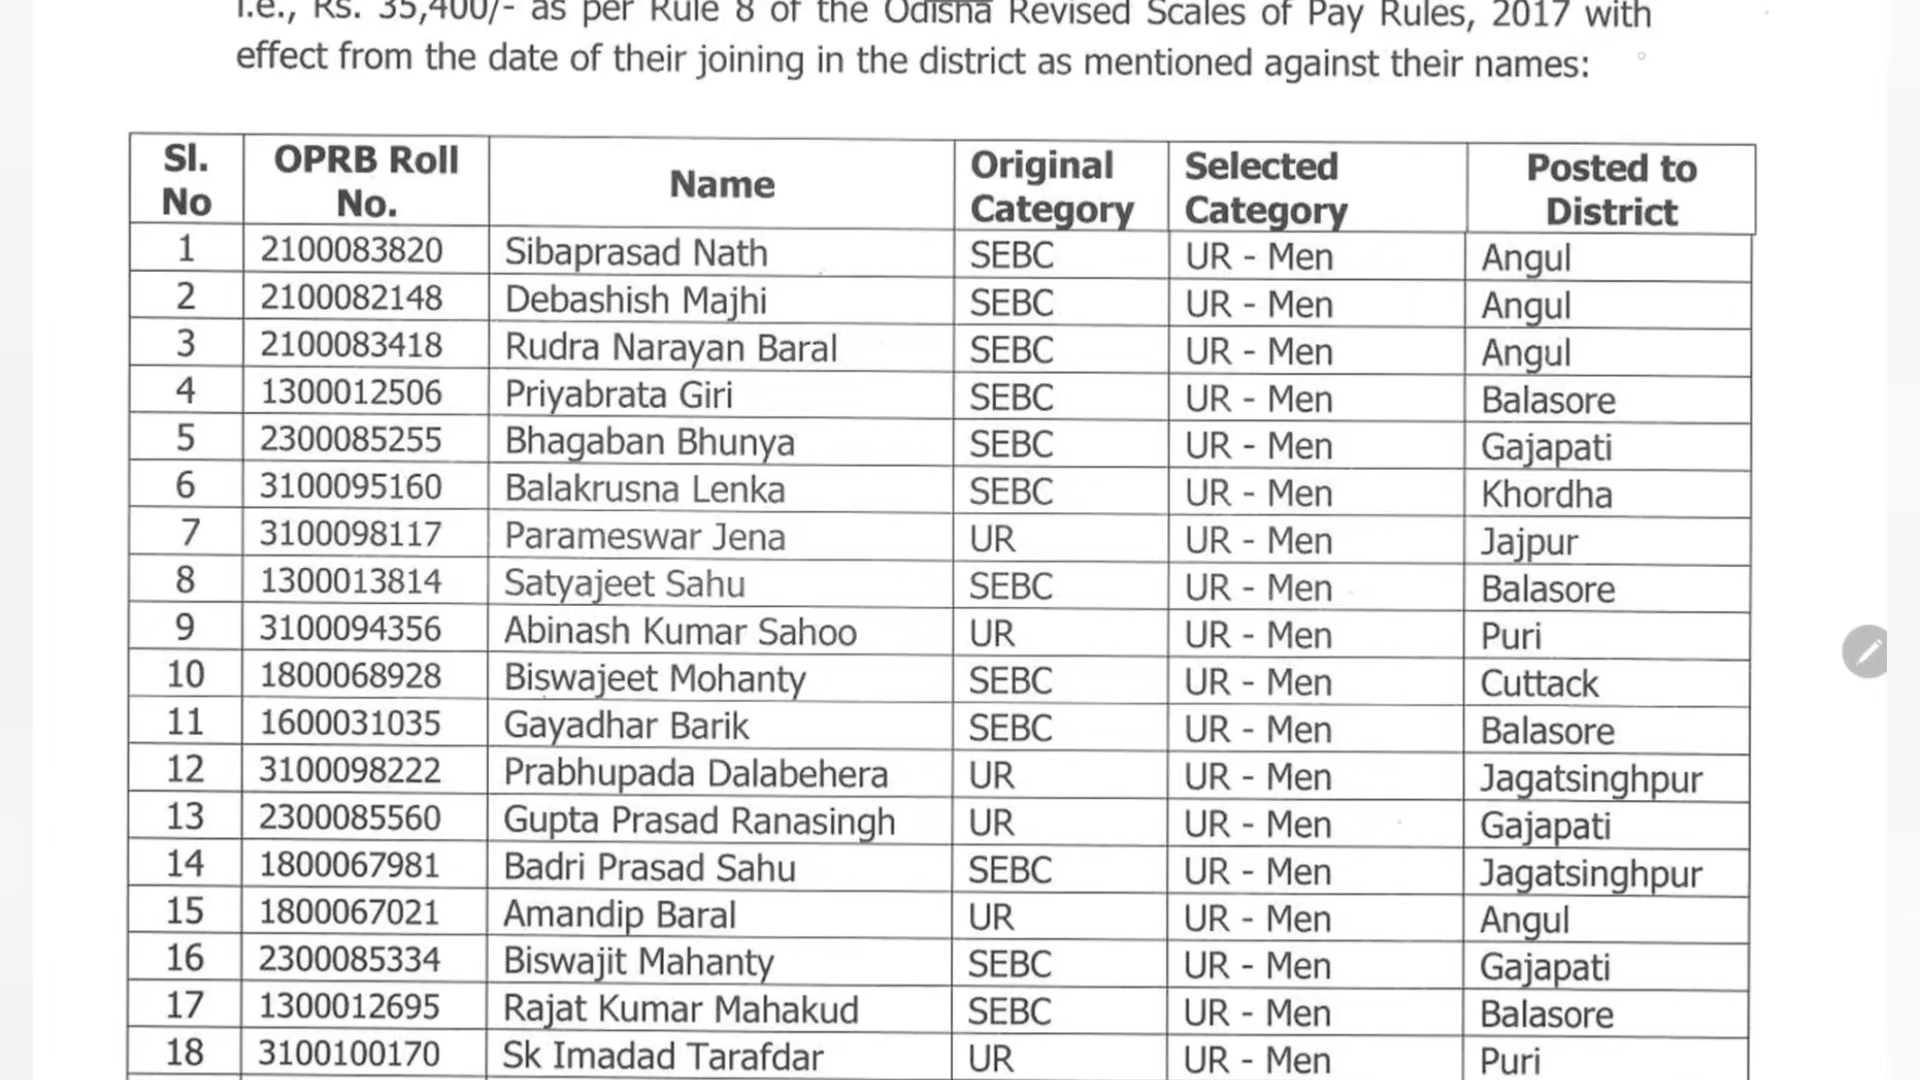 i.e., Rs. 35,400/- as per Rule 8 of the Odisha Revised Scales of Pay Rules, 2017 with
effect from the date of their joining in the district as mentioned against their names:
Sl. No OPRB Roll No. Name Original Category Selected Category Posted to District
1 2100083820 Sibaprasad Nath SEBC UR - Men Angul
2 2100082148 Debashish Majhi SEBC UR - Men Angul
3 2100083418 Rudra Narayan Baral SEBC UR - Men Angul
4 1300012506 Priyabrata Giri SEBC UR - Men Balasore
5 2300085255 Bhagaban Bhunya SEBC UR - Men Gajapati
6 3100095160 Balakrusna Lenka SEBC UR - Men Khordha
7 3100098117 Parameswar Jena UR UR - Men Jajpur
8 1300013814 Satyajeet Sahu SEBC UR - Men Balasore
9 3100094356 Abinash Kumar Sahoo UR UR - Men Puri
10 1800068928 Biswajeet Mohanty SEBC UR - Men Cuttack
11 1600031035 Gayadhar Barik SEBC UR - Men Balasore
12 3100098222 Prabhupada Dalabehera UR UR - Men Jagatsinghpur
13 2300085560 Gupta Prasad Ranasingh UR UR - Men Gajapati
14 1800067981 Badri Prasad Sahu SEBC UR - Men Jagatsinghpur
15 1800067021 Amandip Baral UR UR - Men Angul
16 2300085334 Biswajit Mahanty SEBC UR - Men Gajapati
17 1300012695 Rajat Kumar Mahakud SEBC UR - Men Balasore
18 3100100170 Sk Imadad Tarafdar UR UR - Men Puri